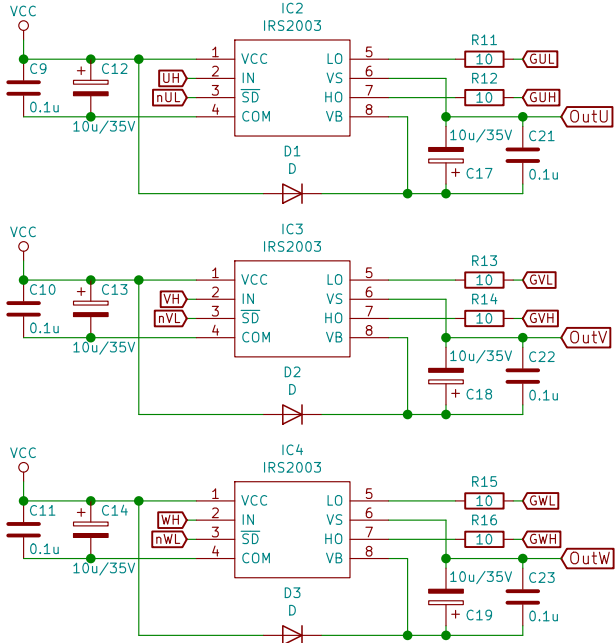 VCC
IC2
IRS2003
C9
0.1u
+
C12
10u/35V
UH
nUL
1 VCC LO 5
2 IN VS 6
3 SD HO 7
4 COM VB 8
R11
10
GUL
R12
10
GUH
OutU
10u/35V
+ C17
C21
0.1u
D1
D
VCC
IC3
IRS2003
C10
0.1u
+
C13
10u/35V
VH
nVL
1 VCC LO 5
2 IN VS 6
3 SD HO 7
4 COM VB 8
R13
10
GVL
R14
10
GVH
OutV
10u/35V
+ C18
C22
0.1u
D2
D
VCC
IC4
IRS2003
C11
0.1u
+
C14
10u/35V
WH
nWL
1 VCC LO 5
2 IN VS 6
3 SD HO 7
4 COM VB 8
R15
10
GWL
R16
10
GWH
OutW
10u/35V
+ C19
C23
0.1u
D3
D